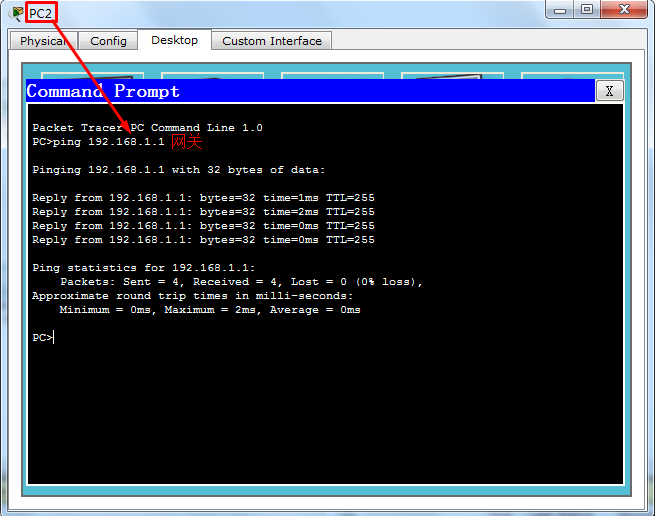 PC2
Physical Config Desktop Custom Interface
Command Prompt X
Packet Tracer PC Command Line 1.0
PC>ping 192.168.1.1 网关
Pinging 192.168.1.1 with 32 bytes of data:
Reply from 192.168.1.1: bytes=32 time=1ms TTL=255
Reply from 192.168.1.1: bytes=32 time=2ms TTL=255
Reply from 192.168.1.1: bytes=32 time=0ms TTL=255
Reply from 192.168.1.1: bytes=32 time=0ms TTL=255
Ping statistics for 192.168.1.1:
Packets: Sent = 4, Received = 4, Lost = 0 (0% loss),
Approximate round trip times in milli-seconds:
Minimum = 0ms, Maximum = 2ms, Average = 0ms
PC>